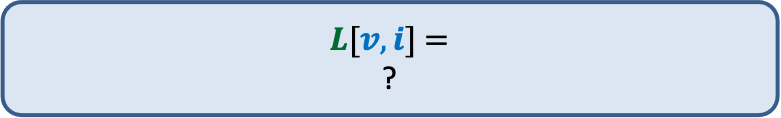 L[v, i] =
?